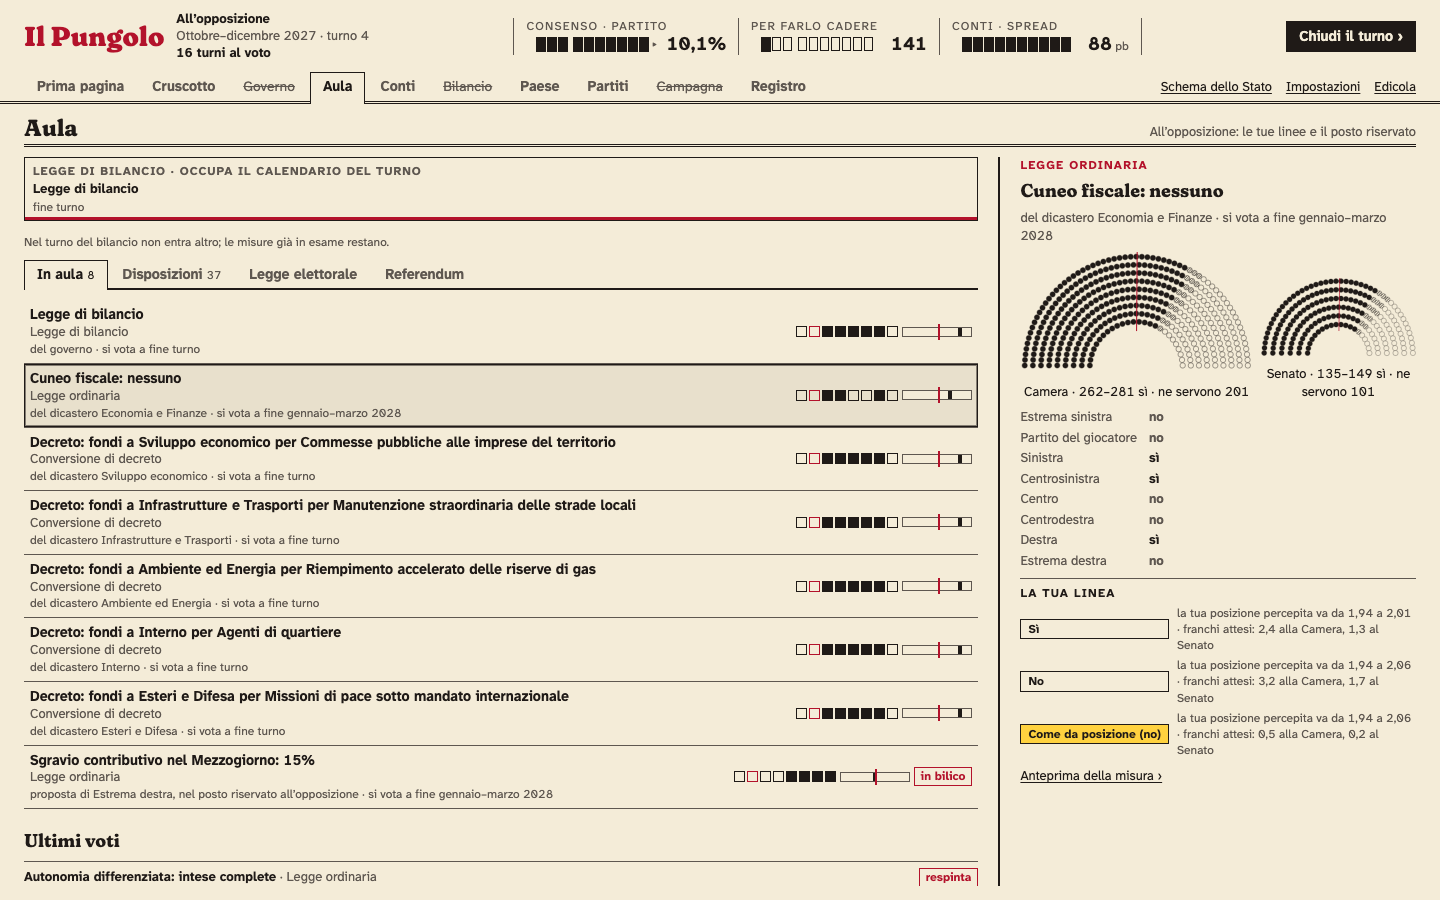 Il Pungolo
All’opposizione
Ottobre–dicembre 2027 · turno 4
16 turni al voto
CONSENSO · PARTITO
10,1%
PER FARLO CADERE
141
CONTI · SPREAD
88 pb
Chiudi il turno ›
Prima pagina
Cruscotto
Governo
Aula
Conti
Bilancio
Paese
Partiti
Campagna
Registro
Schema dello Stato
Impostazioni
Edicola
Aula
All’opposizione: le tue linee e il posto riservato
LEGGE DI BILANCIO · OCCUPA IL CALENDARIO DEL TURNO
Legge di bilancio
fine turno
Nel turno del bilancio non entra altro; le misure già in esame restano.
In aula 8
Disposizioni 37
Legge elettorale
Referendum
Legge di bilancio
Legge di bilancio
del governo · si vota a fine turno
Cuneo fiscale: nessuno
Legge ordinaria
del dicastero Economia e Finanze · si vota a fine gennaio–marzo 2028
Decreto: fondi a Sviluppo economico per Commesse pubbliche alle imprese del territorio
Conversione di decreto
del dicastero Sviluppo economico · si vota a fine turno
Decreto: fondi a Infrastrutture e Trasporti per Manutenzione straordinaria delle strade locali
Conversione di decreto
del dicastero Infrastrutture e Trasporti · si vota a fine turno
Decreto: fondi a Ambiente ed Energia per Riempimento accelerato delle riserve di gas
Conversione di decreto
del dicastero Ambiente ed Energia · si vota a fine turno
Decreto: fondi a Interno per Agenti di quartiere
Conversione di decreto
del dicastero Interno · si vota a fine turno
Decreto: fondi a Esteri e Difesa per Missioni di pace sotto mandato internazionale
Conversione di decreto
del dicastero Esteri e Difesa · si vota a fine turno
Sgravio contributivo nel Mezzogiorno: 15%
Legge ordinaria
proposta di Estrema destra, nel posto riservato all’opposizione · si vota a fine gennaio–marzo 2028
in bilico
Ultimi voti
Autonomia differenziata: intese complete · Legge ordinaria
respinta
LEGGE ORDINARIA
Cuneo fiscale: nessuno
del dicastero Economia e Finanze · si vota a fine gennaio–marzo
2028
Camera · 262–281 sì · ne servono 201
Senato · 135–149 sì · ne
servono 101
Estrema sinistra no
Partito del giocatore no
Sinistra sì
Centrosinistra sì
Centro no
Centrodestra no
Destra sì
Estrema destra no
LA TUA LINEA
Sì
la tua posizione percepita va da 1,94 a 2,01
· franchi attesi: 2,4 alla Camera, 1,3 al
Senato
No
la tua posizione percepita va da 1,94 a 2,06
· franchi attesi: 3,2 alla Camera, 1,7 al
Senato
Come da posizione (no)
la tua posizione percepita va da 1,94 a 2,06
· franchi attesi: 0,5 alla Camera, 0,2 al
Senato
Anteprima della misura ›